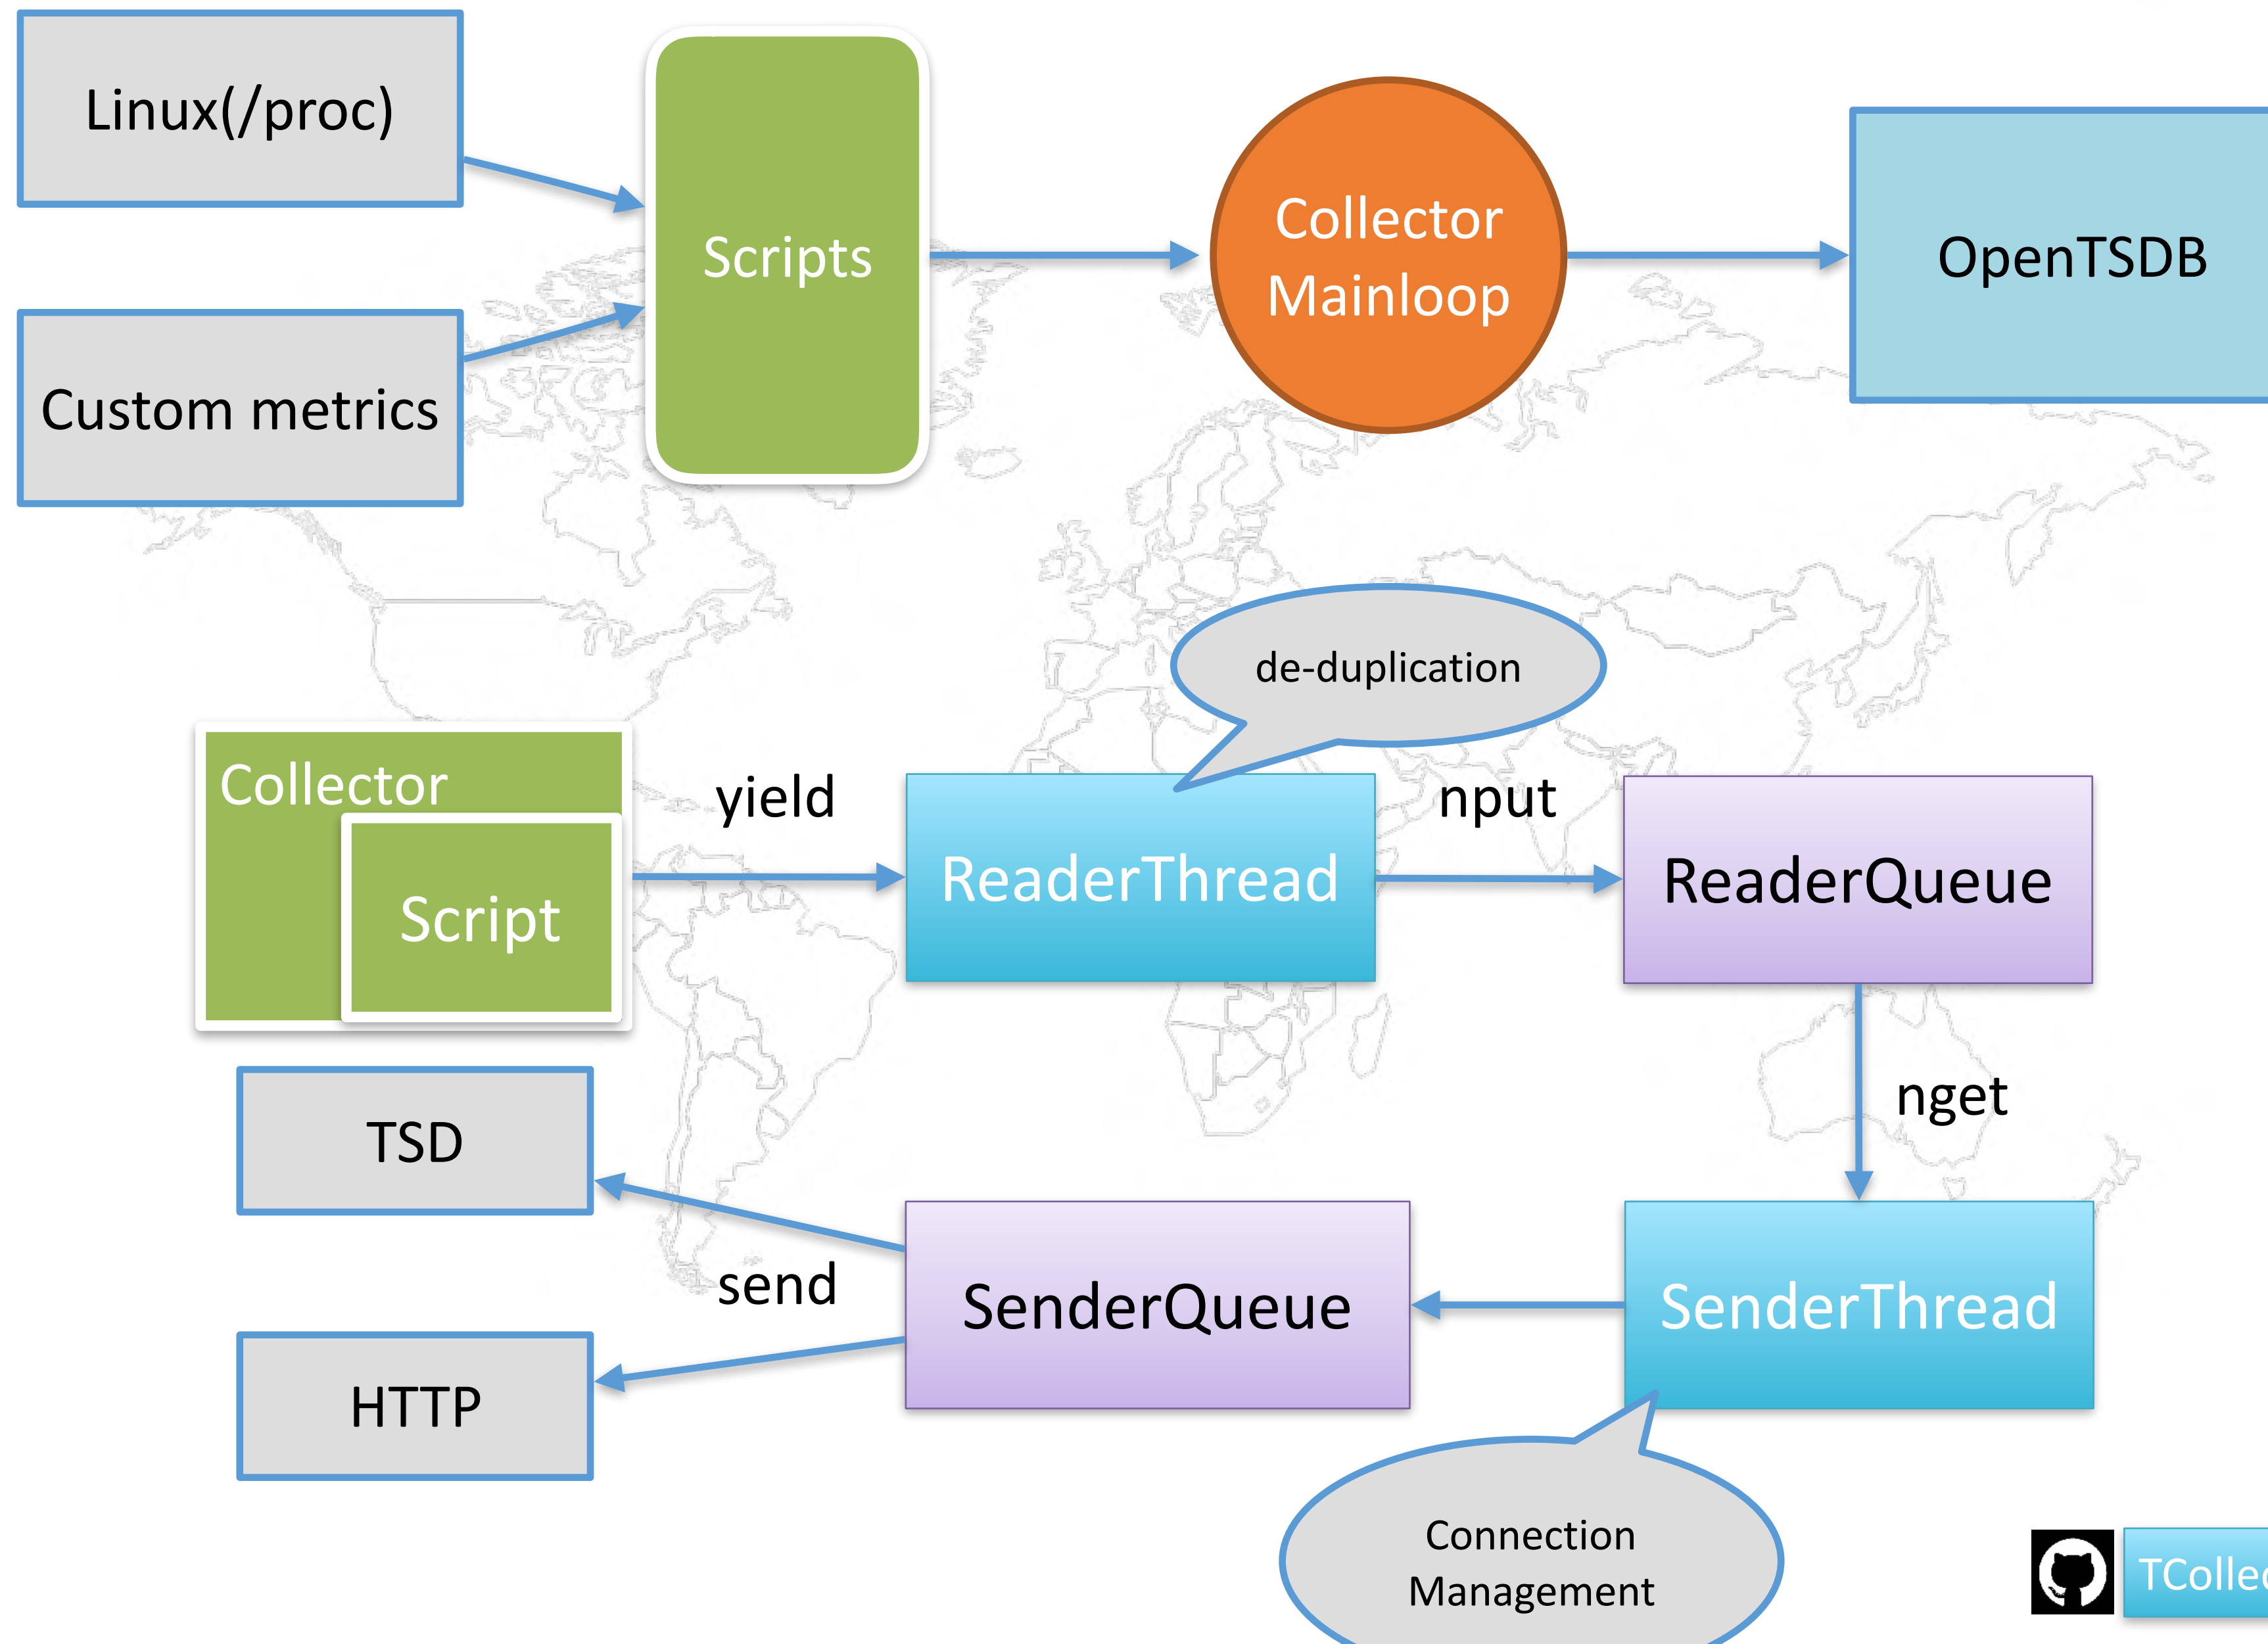 Linux(/proc)
Custom metrics
Scripts
Collector
Mainloop
OpenTSDB
de-duplication
Collector
Script
yield
ReaderThread
nput
ReaderQueue
nget
TSD
HTTP
send
SenderQueue
SenderThread
Connection
Management
TCollec